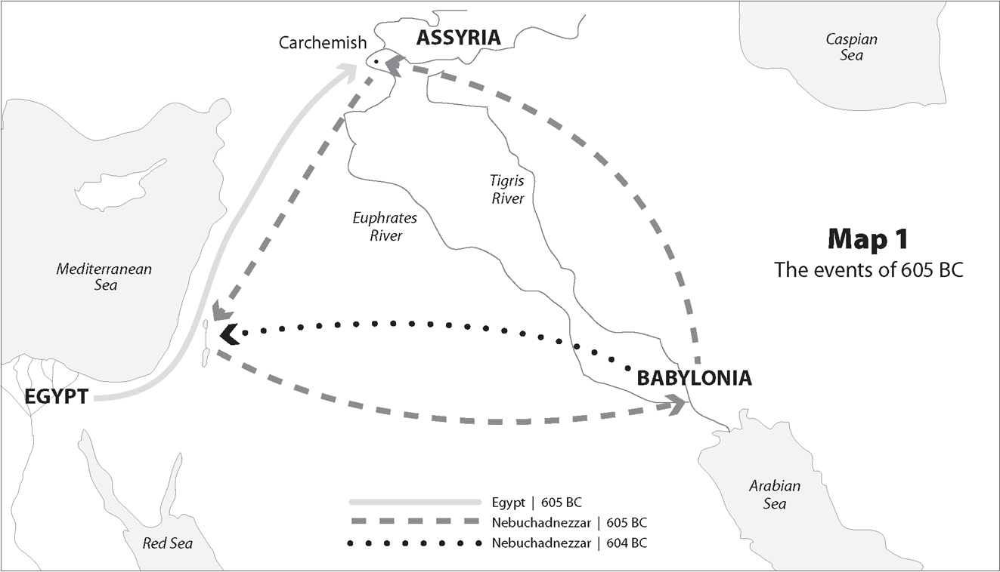 Carchemish
ASSYRIA
Caspian
Sea
Tigris
River
Euphrates
River
Mediterranean
Sea
Map 1
The events of 605 BC
EGYPT
BABYLONIA
Arabian
Sea
Red Sea
Egypt | 605 BC
Nebuchadnezzar | 605 BC
Nebuchadnezzar | 604 BC